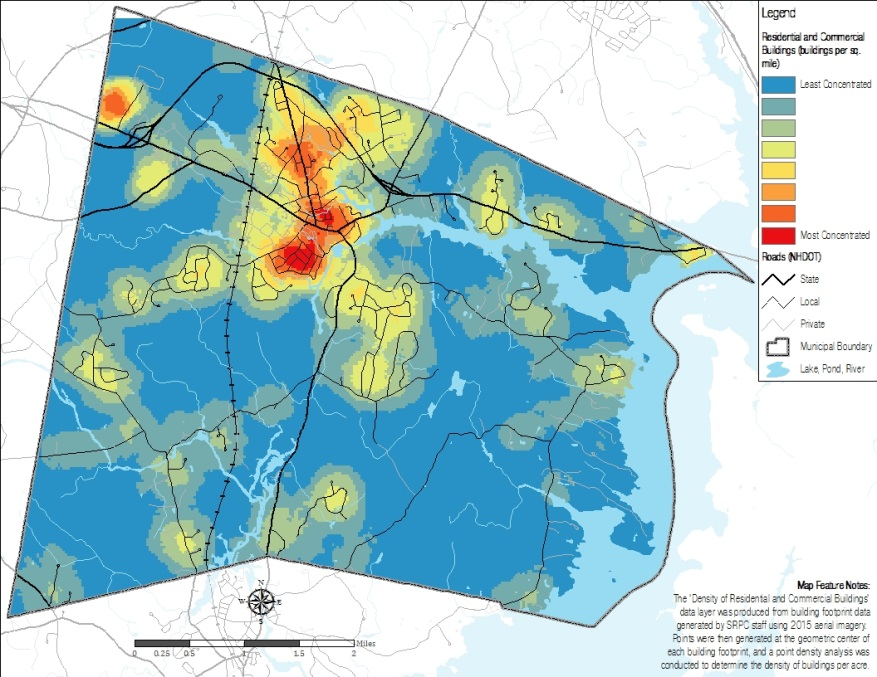 Legend
Residential and Commercial
Buildings (buildings per sq.
mile)
Least Concentrated
Most Concentrated
Roads (NHDOT)
State
Local
Private
Municipal Boundary
Lake, Pond, River
Map Feature Notes:
The 'Density of Residential and Commercial Buildings'
data layer was produced from building footprint data
generated by SRPC staff using 2015 aerial imagery.
Points were then generated at the geometric center of
each building footprint, and a point density analysis was
conducted to determine the density of buildings per acre.
N
W E
S
Miles
0 0.25 0.5 1 1.5 2